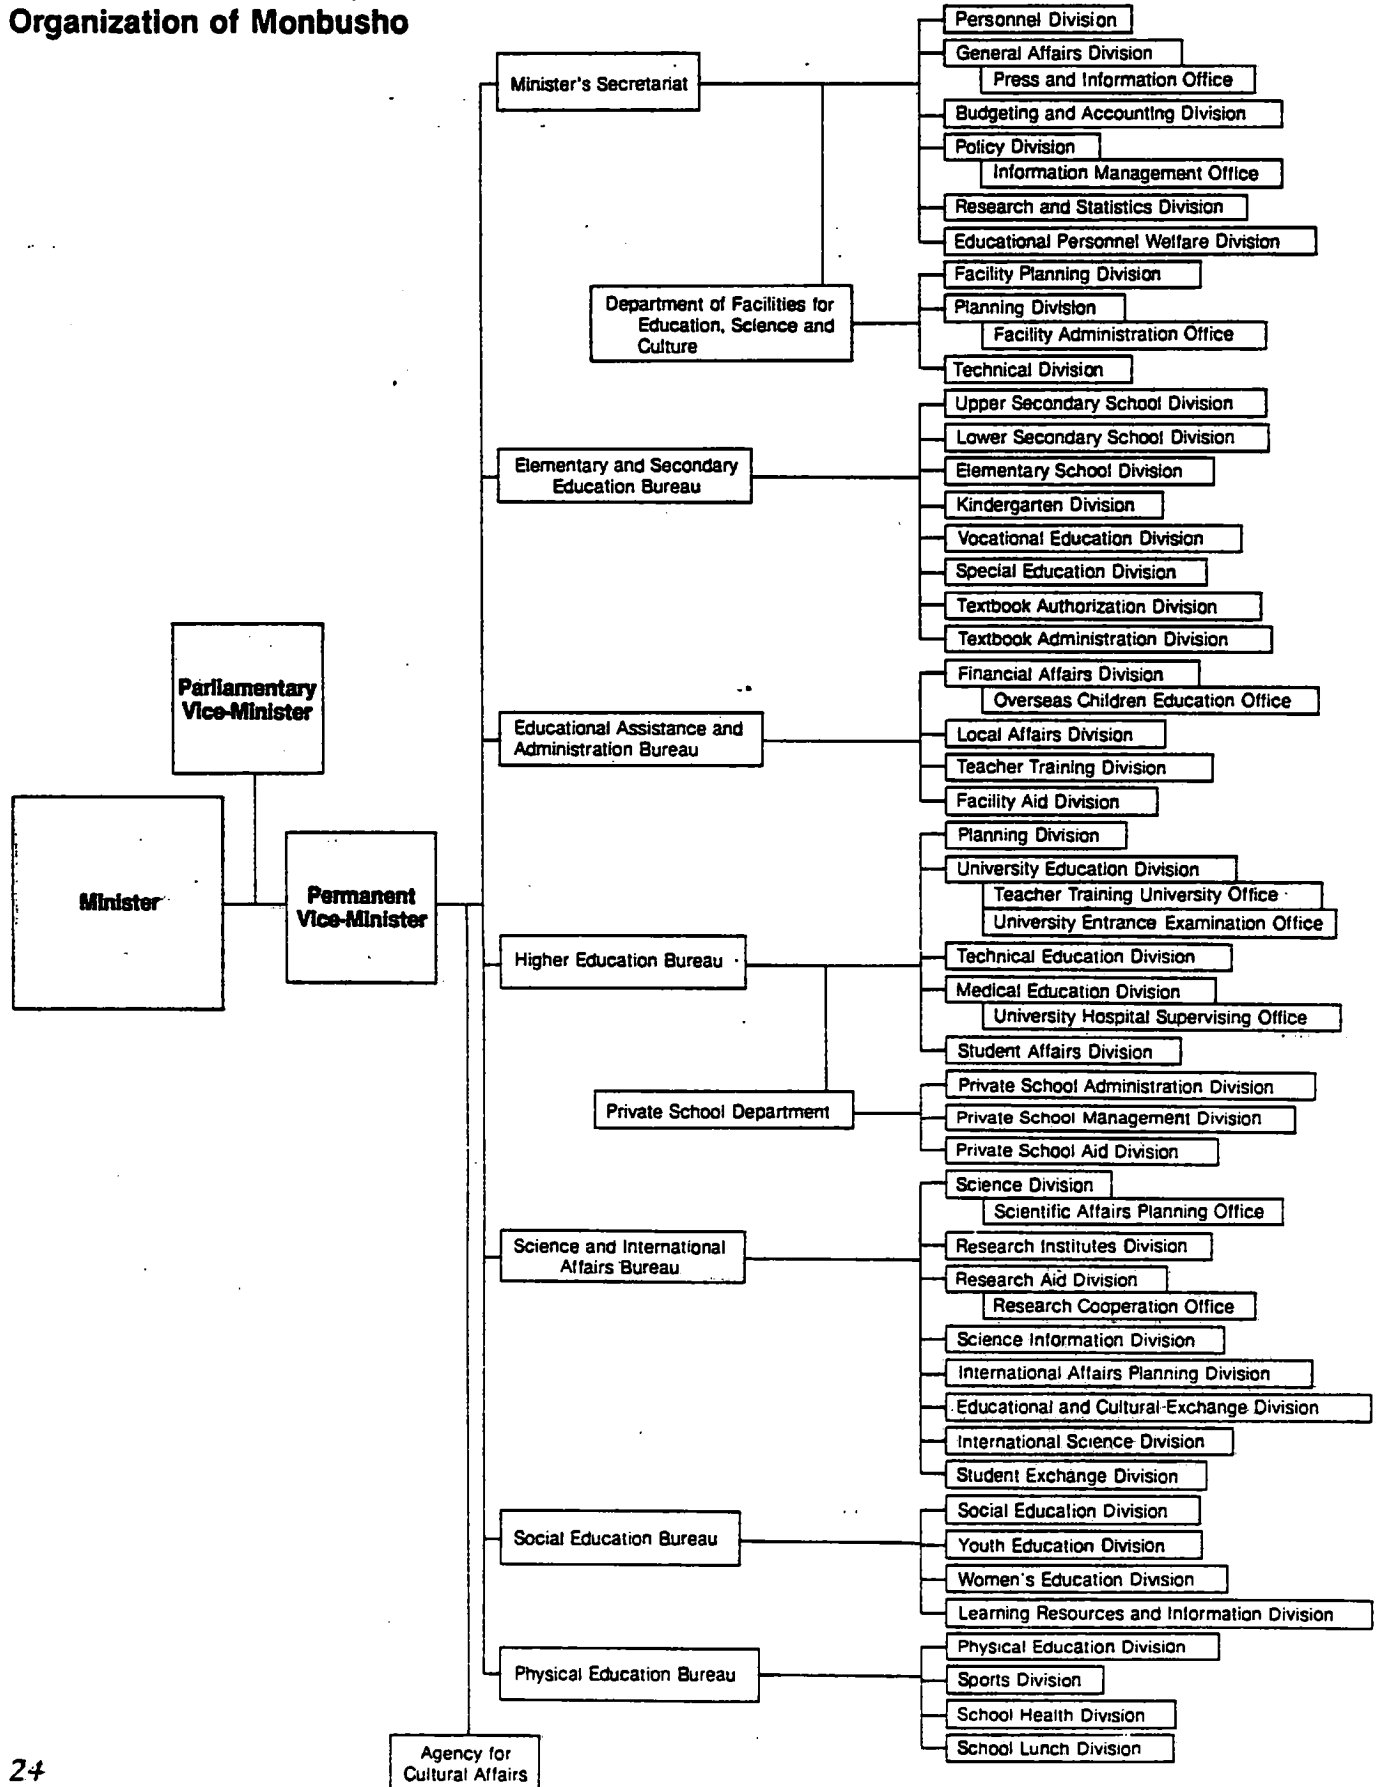 Organization of Monbusho
Minister
Parliamentary
Vice-Minister
Permanent
Vice-Minister
Minister's Secretariat
Personnel Division
General Affairs Division
Press and Information Office
Budgeting and Accounting Division
Policy Division
Information Management Office
Research and Statistics Division
Educational Personnel Welfare Division
Department of Facilities for
Education, Science and
Culture
Facility Planning Division
Planning Division
Facility Administration Office
Technical Division
Elementary and Secondary
Education Bureau
Upper Secondary School Division
Lower Secondary School Division
Elementary School Division
Kindergarten Division
Vocational Education Division
Special Education Division
Textbook Authorization Division
Textbook Administration Division
Educational Assistance and
Administration Bureau
Financial Affairs Division
Overseas Children Education Office
Local Affairs Division
Teacher Training Division
Facility Aid Division
Higher Education Bureau
Planning Division
University Education Division
Teacher Training University Office
University Entrance Examination Office
Technical Education Division
Medical Education Division
University Hospital Supervising Office
Student Affairs Division
Private School Department
Private School Administration Division
Private School Management Division
Private School Aid Division
Science and International
Affairs Bureau
Science Division
Scientific Affairs Planning Office
Research Institutes Division
Research Aid Division
Research Cooperation Office
Science Information Division
International Affairs Planning Division
Educational and Cultural Exchange Division
International Science Division
Student Exchange Division
Social Education Bureau
Social Education Division
Youth Education Division
Women's Education Division
Learning Resources and Information Division
Physical Education Bureau
Physical Education Division
Sports Division
School Health Division
School Lunch Division
Agency for
Cultural Affairs
24